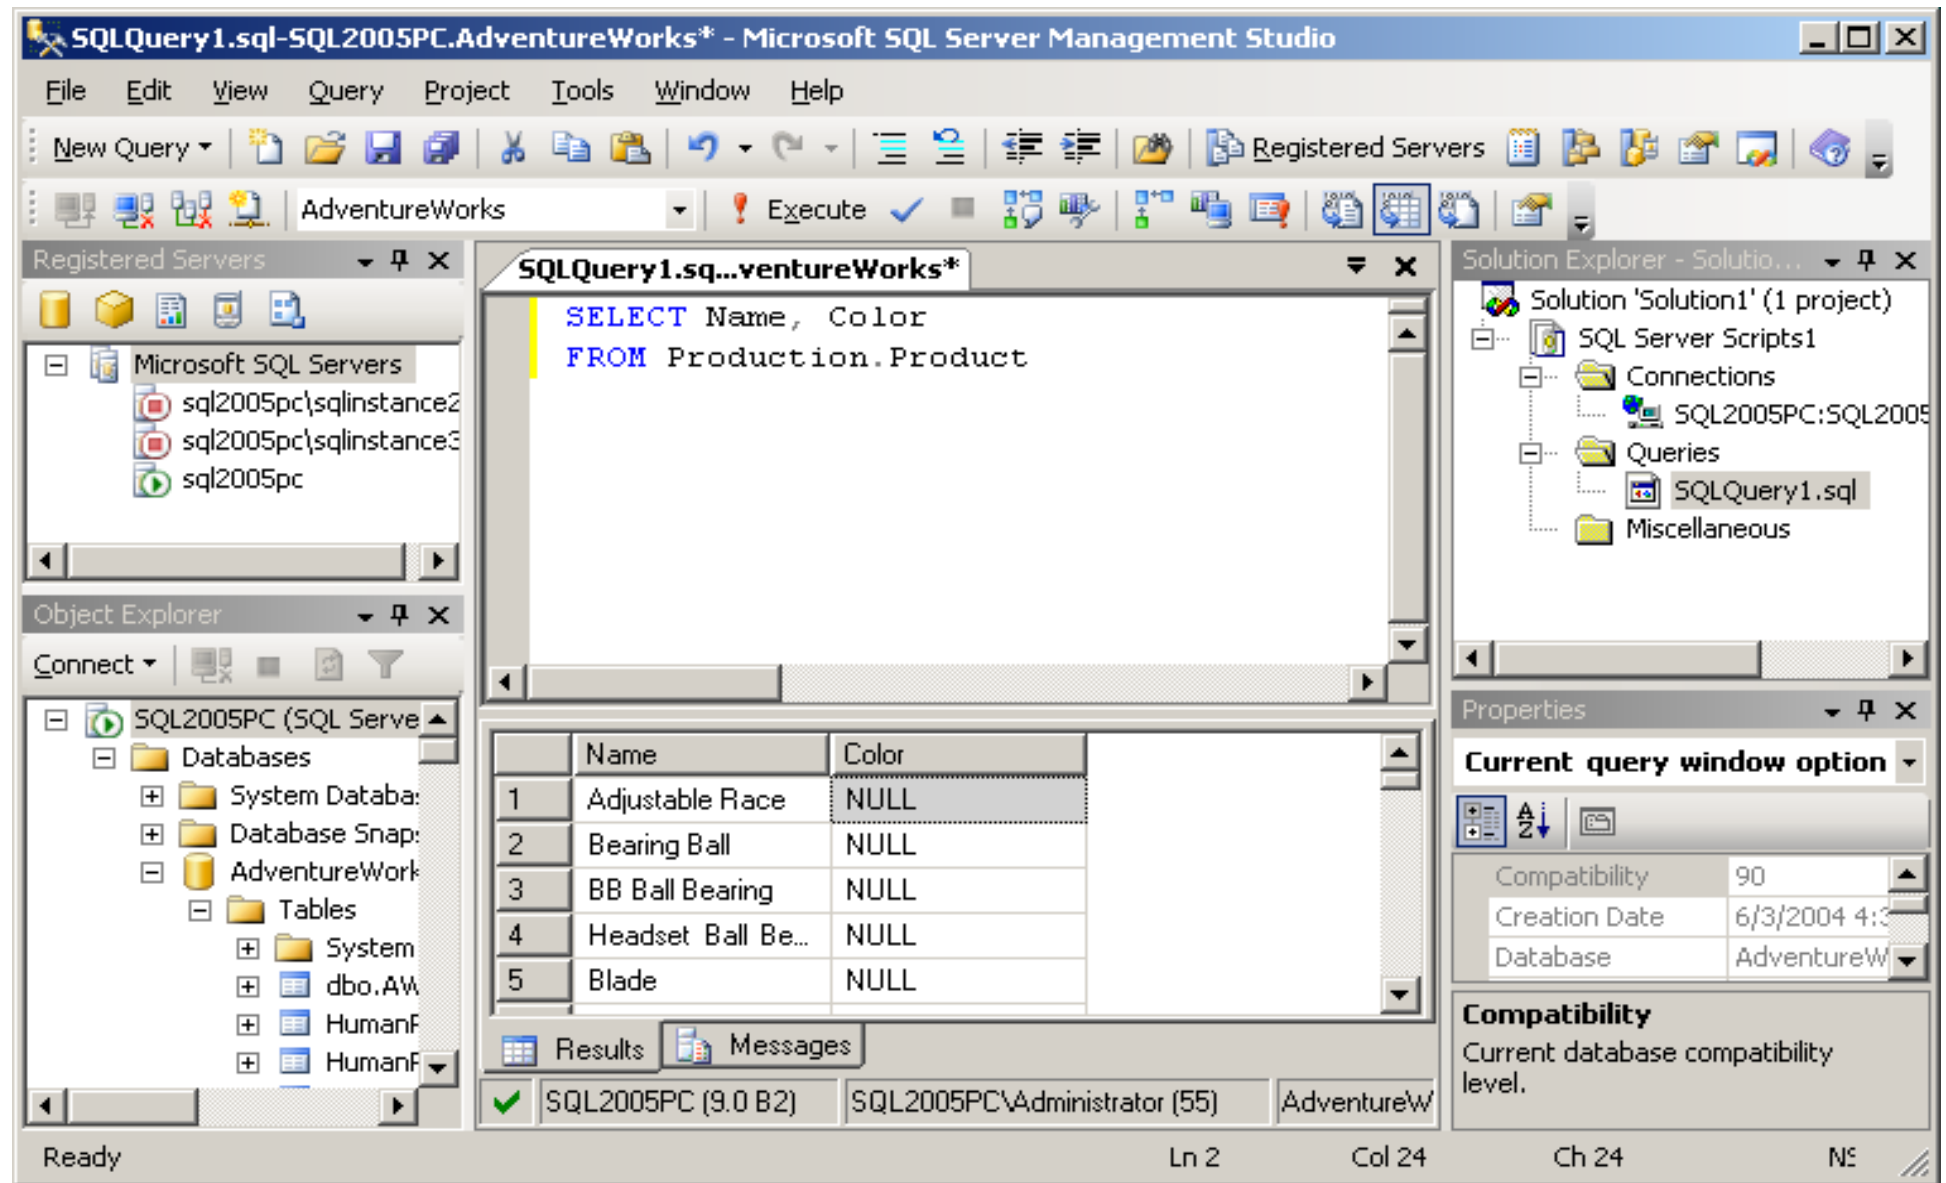 SQLQuery1.sql-SQL2005PC.AdventureWorks* - Microsoft SQL Server Management Studio
File Edit View Query Project Tools Window Help
New Query Registered Servers
AdventureWorks Execute
Registered Servers
Microsoft SQL Servers
sql2005pc\sqlinstance2
sql2005pc\sqlinstance3
sql2005pc
Object Explorer
Connect
SQL2005PC (SQL Serve
Databases
System Databa
Database Snap
AdventureWork
Tables
System
dbo.AW
HumanR
HumanR
SQLQuery1.sq...ventureWorks*
SELECT Name, Color
FROM Production.Product
Name Color
1 Adjustable Race NULL
2 Bearing Ball NULL
3 BB Ball Bearing NULL
4 Headset Ball Be... NULL
5 Blade NULL
Results Messages
SQL2005PC (9.0 B2) SQL2005PC\Administrator (55) AdventureW
Solution Explorer - Solutio...
Solution 'Solution1' (1 project)
SQL Server Scripts1
Connections
SQL2005PC:SQL2005
Queries
SQLQuery1.sql
Miscellaneous
Properties
Current query window option
Compatibility 90
Creation Date 6/3/2004 4:3
Database AdventureW
Compatibility
Current database compatibility
level.
Ready Ln 2 Col 24 Ch 24